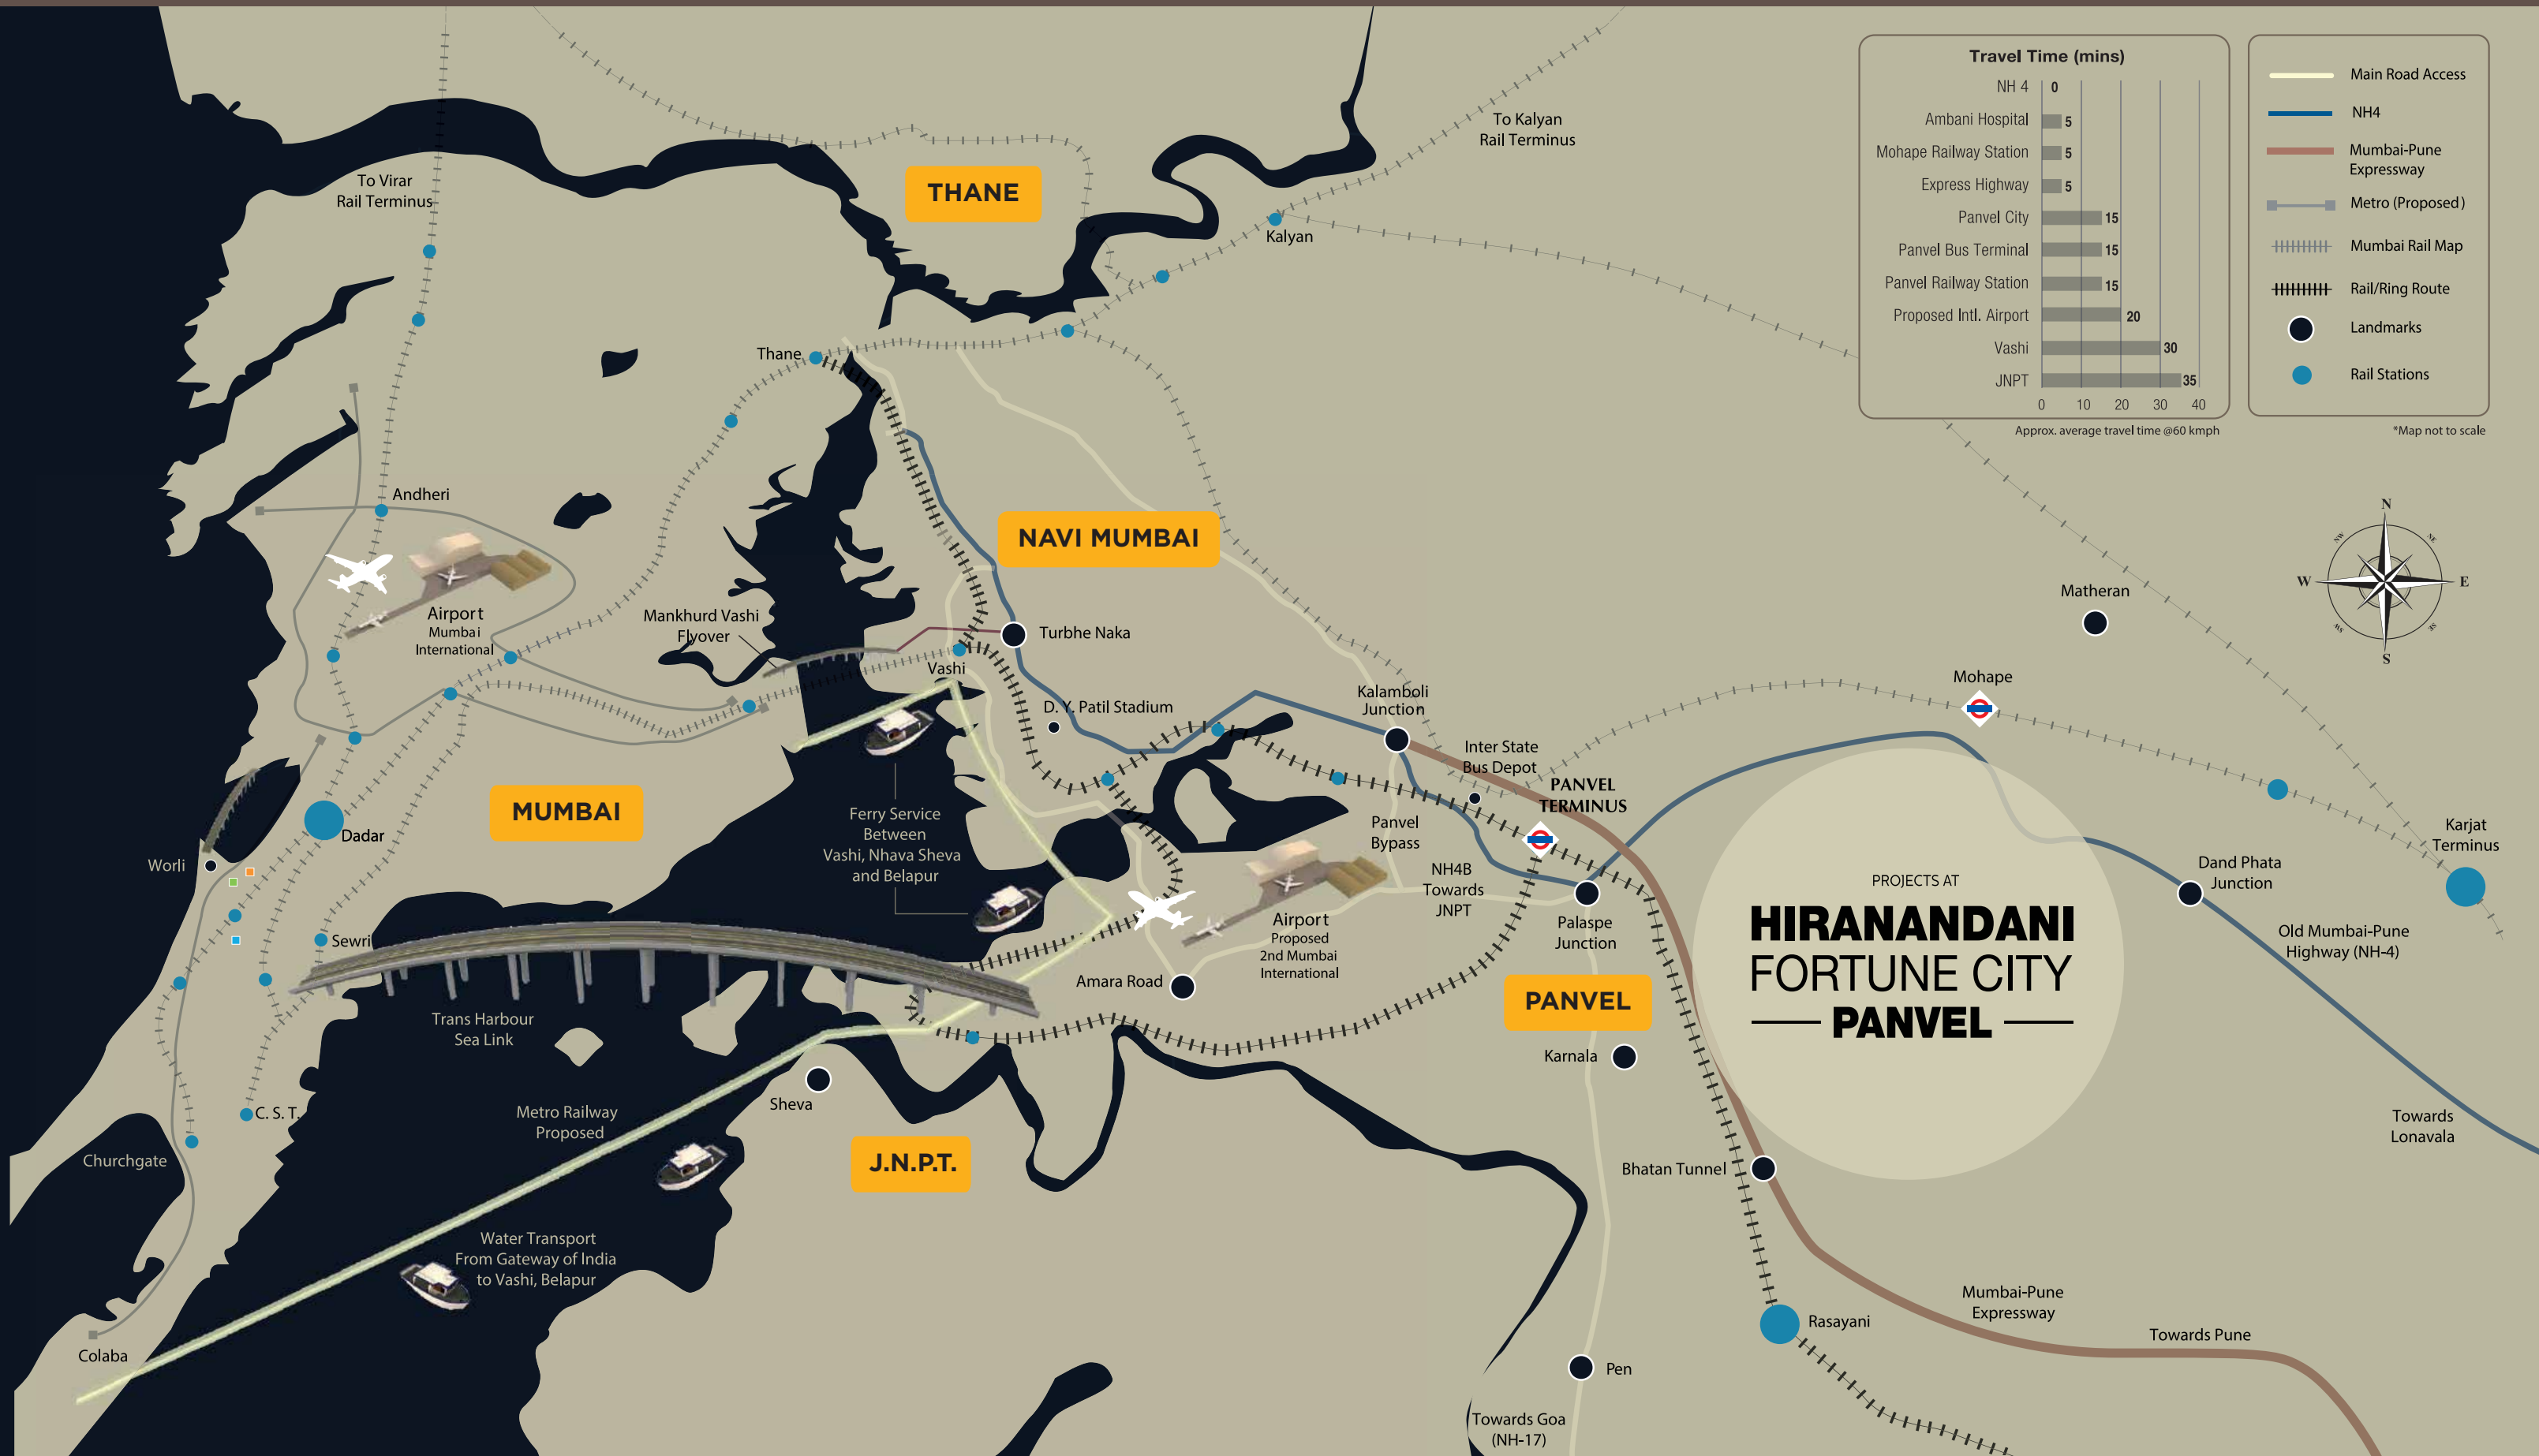 Travel Time (mins)
NH 4 0
Ambani Hospital 5
Mohape Railway Station 5
Express Highway 5
Panvel City 15
Panvel Bus Terminal 15
Panvel Railway Station 15
Proposed Intl. Airport 20
Vashi 30
JNPT 35
0 10 20 30 40
Approx. average travel time @60 kmph
Main Road Access
NH4
Mumbai-Pune
Expressway
Metro (Proposed)
Mumbai Rail Map
Rail/Ring Route
Landmarks
Rail Stations
*Map not to scale
N
NE
E
SE
S
SW
W
NW
To Virar
Rail Terminus
THANE
To Kalyan
Rail Terminus
Kalyan
Thane
Andheri
Airport
Mumbai
International
NAVI MUMBAI
Mankhurd Vashi
Flyover
Turbhe Naka
Vashi
D. Y. Patil Stadium
Kalamboli
Junction
Inter State
Bus Depot
PANVEL
TERMINUS
Matheran
Mohape
MUMBAI
Dadar
Worli
Ferry Service
Between
Vashi, Nhava Sheva
and Belapur
Panvel
Bypass
NH4B
Towards
JNPT
Palaspe
Junction
Karjat
Terminus
Dand Phata
Junction
Old Mumbai-Pune
Highway (NH-4)
PROJECTS AT
HIRANANDANI
FORTUNE CITY
PANVEL
Sewri
Airport
Proposed
2nd Mumbai
International
Amara Road
PANVEL
Trans Harbour
Sea Link
Karnala
Sheva
Metro Railway
Proposed
C. S. T.
Churchgate
J.N.P.T.
Bhatan Tunnel
Towards
Lonavala
Water Transport
From Gateway of India
to Vashi, Belapur
Mumbai-Pune
Expressway
Rasayani
Towards Pune
Colaba
Pen
Towards Goa
(NH-17)